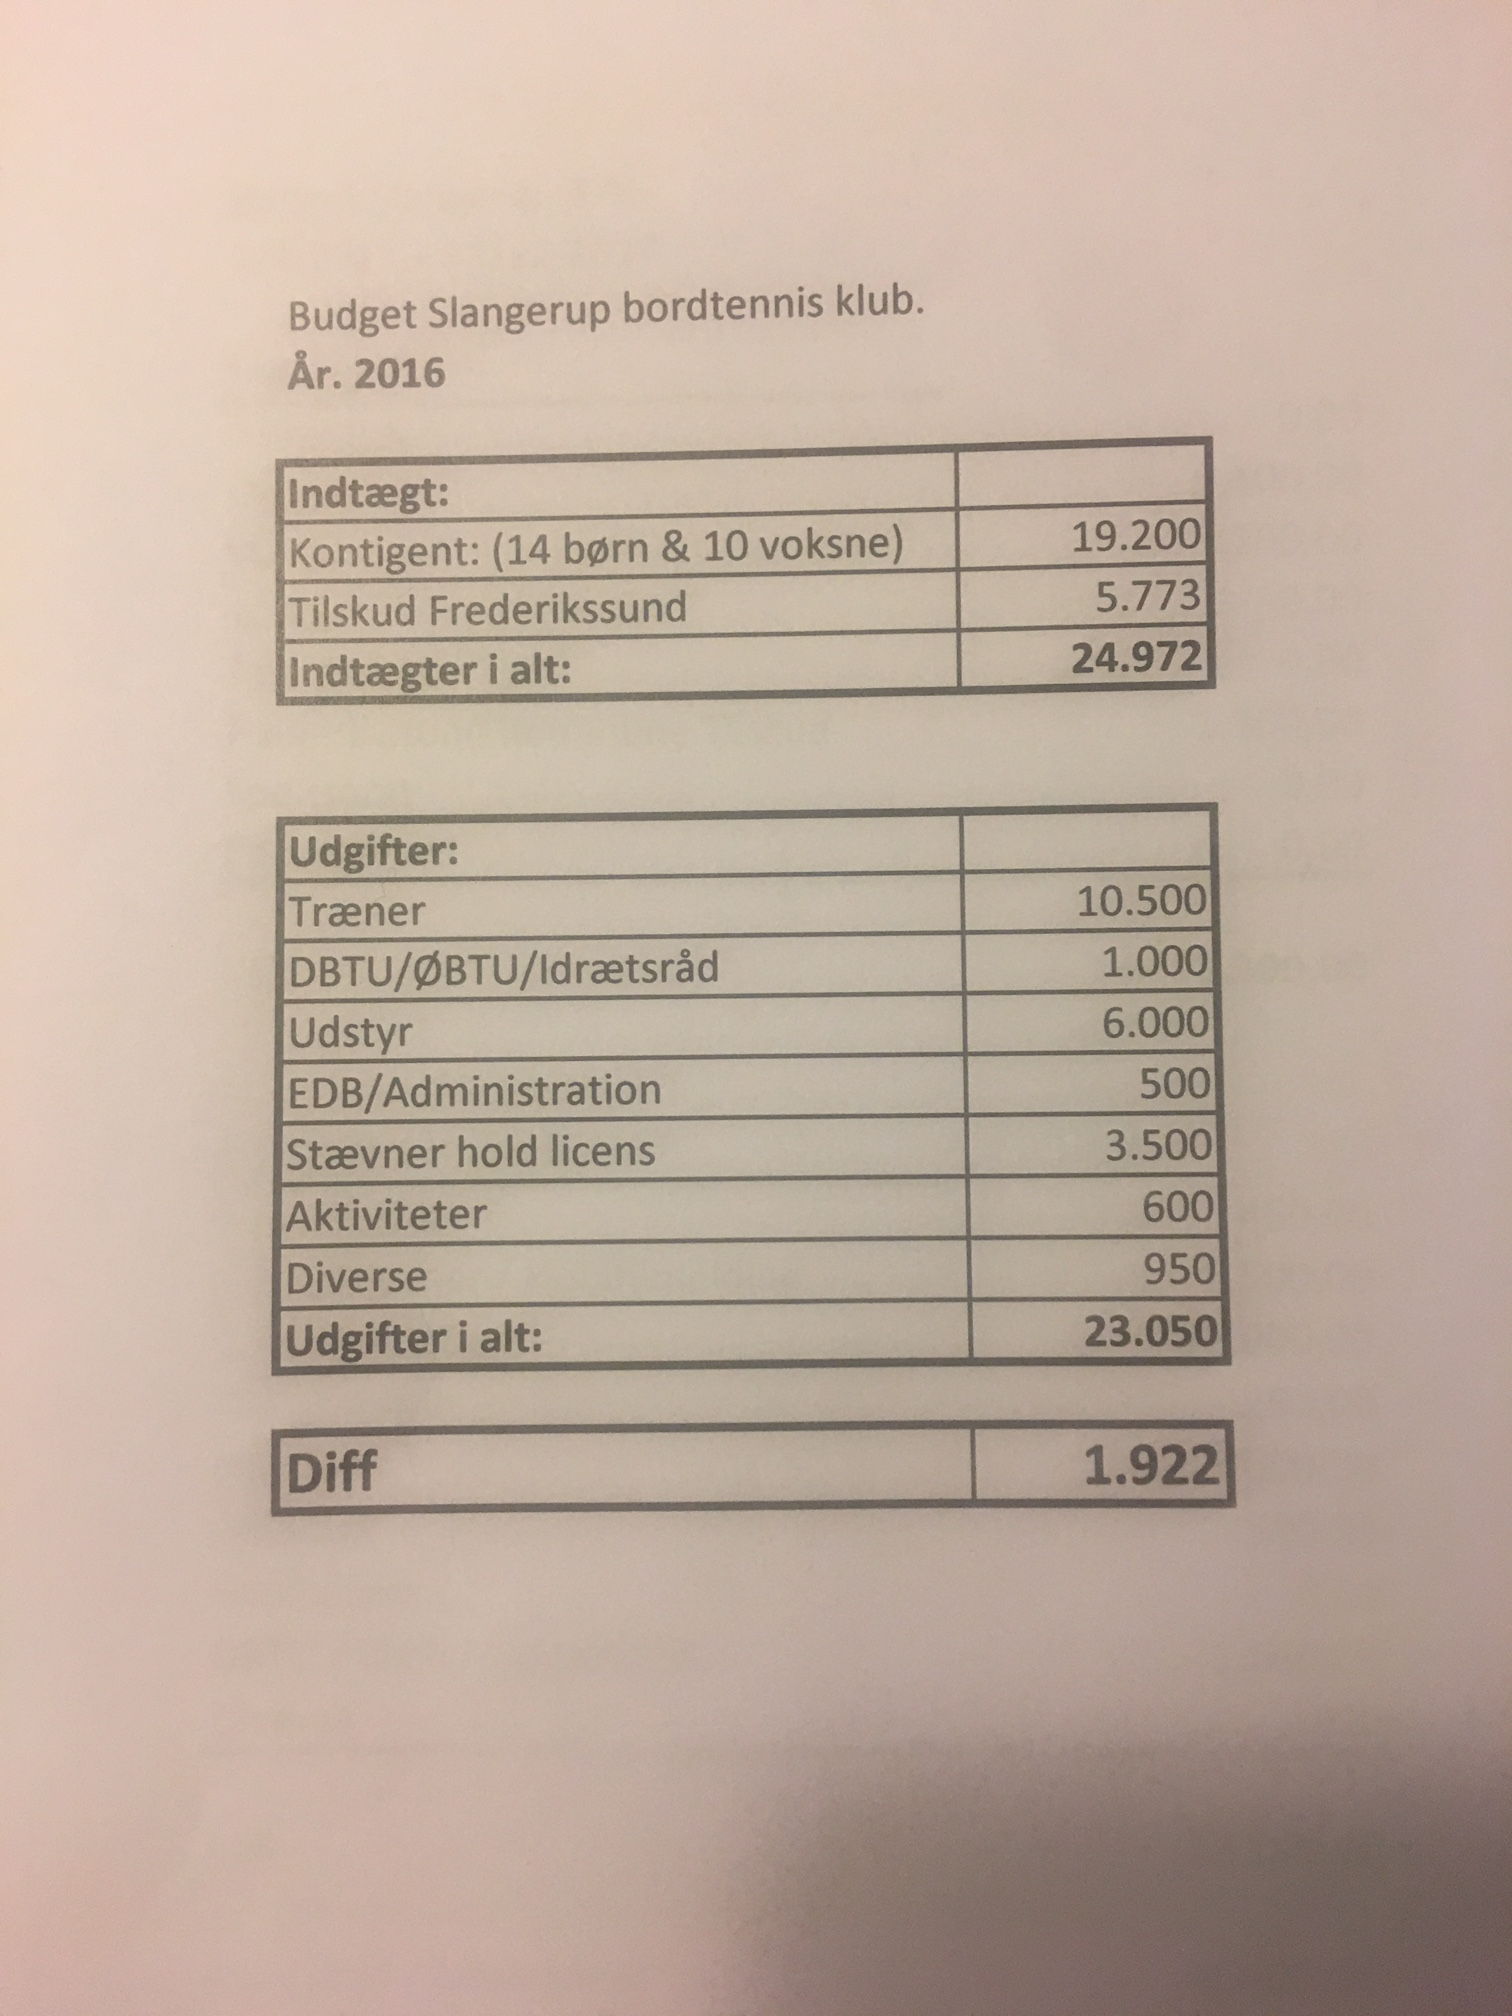 Budget Slangerup bordtennis klub.
År. 2016
Indtægt:
Kontigent: (14 børn & 10 voksne) 19.200
Tilskud Frederikssund 5.773
Indtægter i alt: 24.972
Udgifter:
Træner 10.500
DBTU/ØBTU/Idrætsråd 1.000
Udstyr 6.000
EDB/Administration 500
Stævner hold licens 3.500
Aktiviteter 600
Diverse 950
Udgifter i alt: 23.050
Diff 1.922